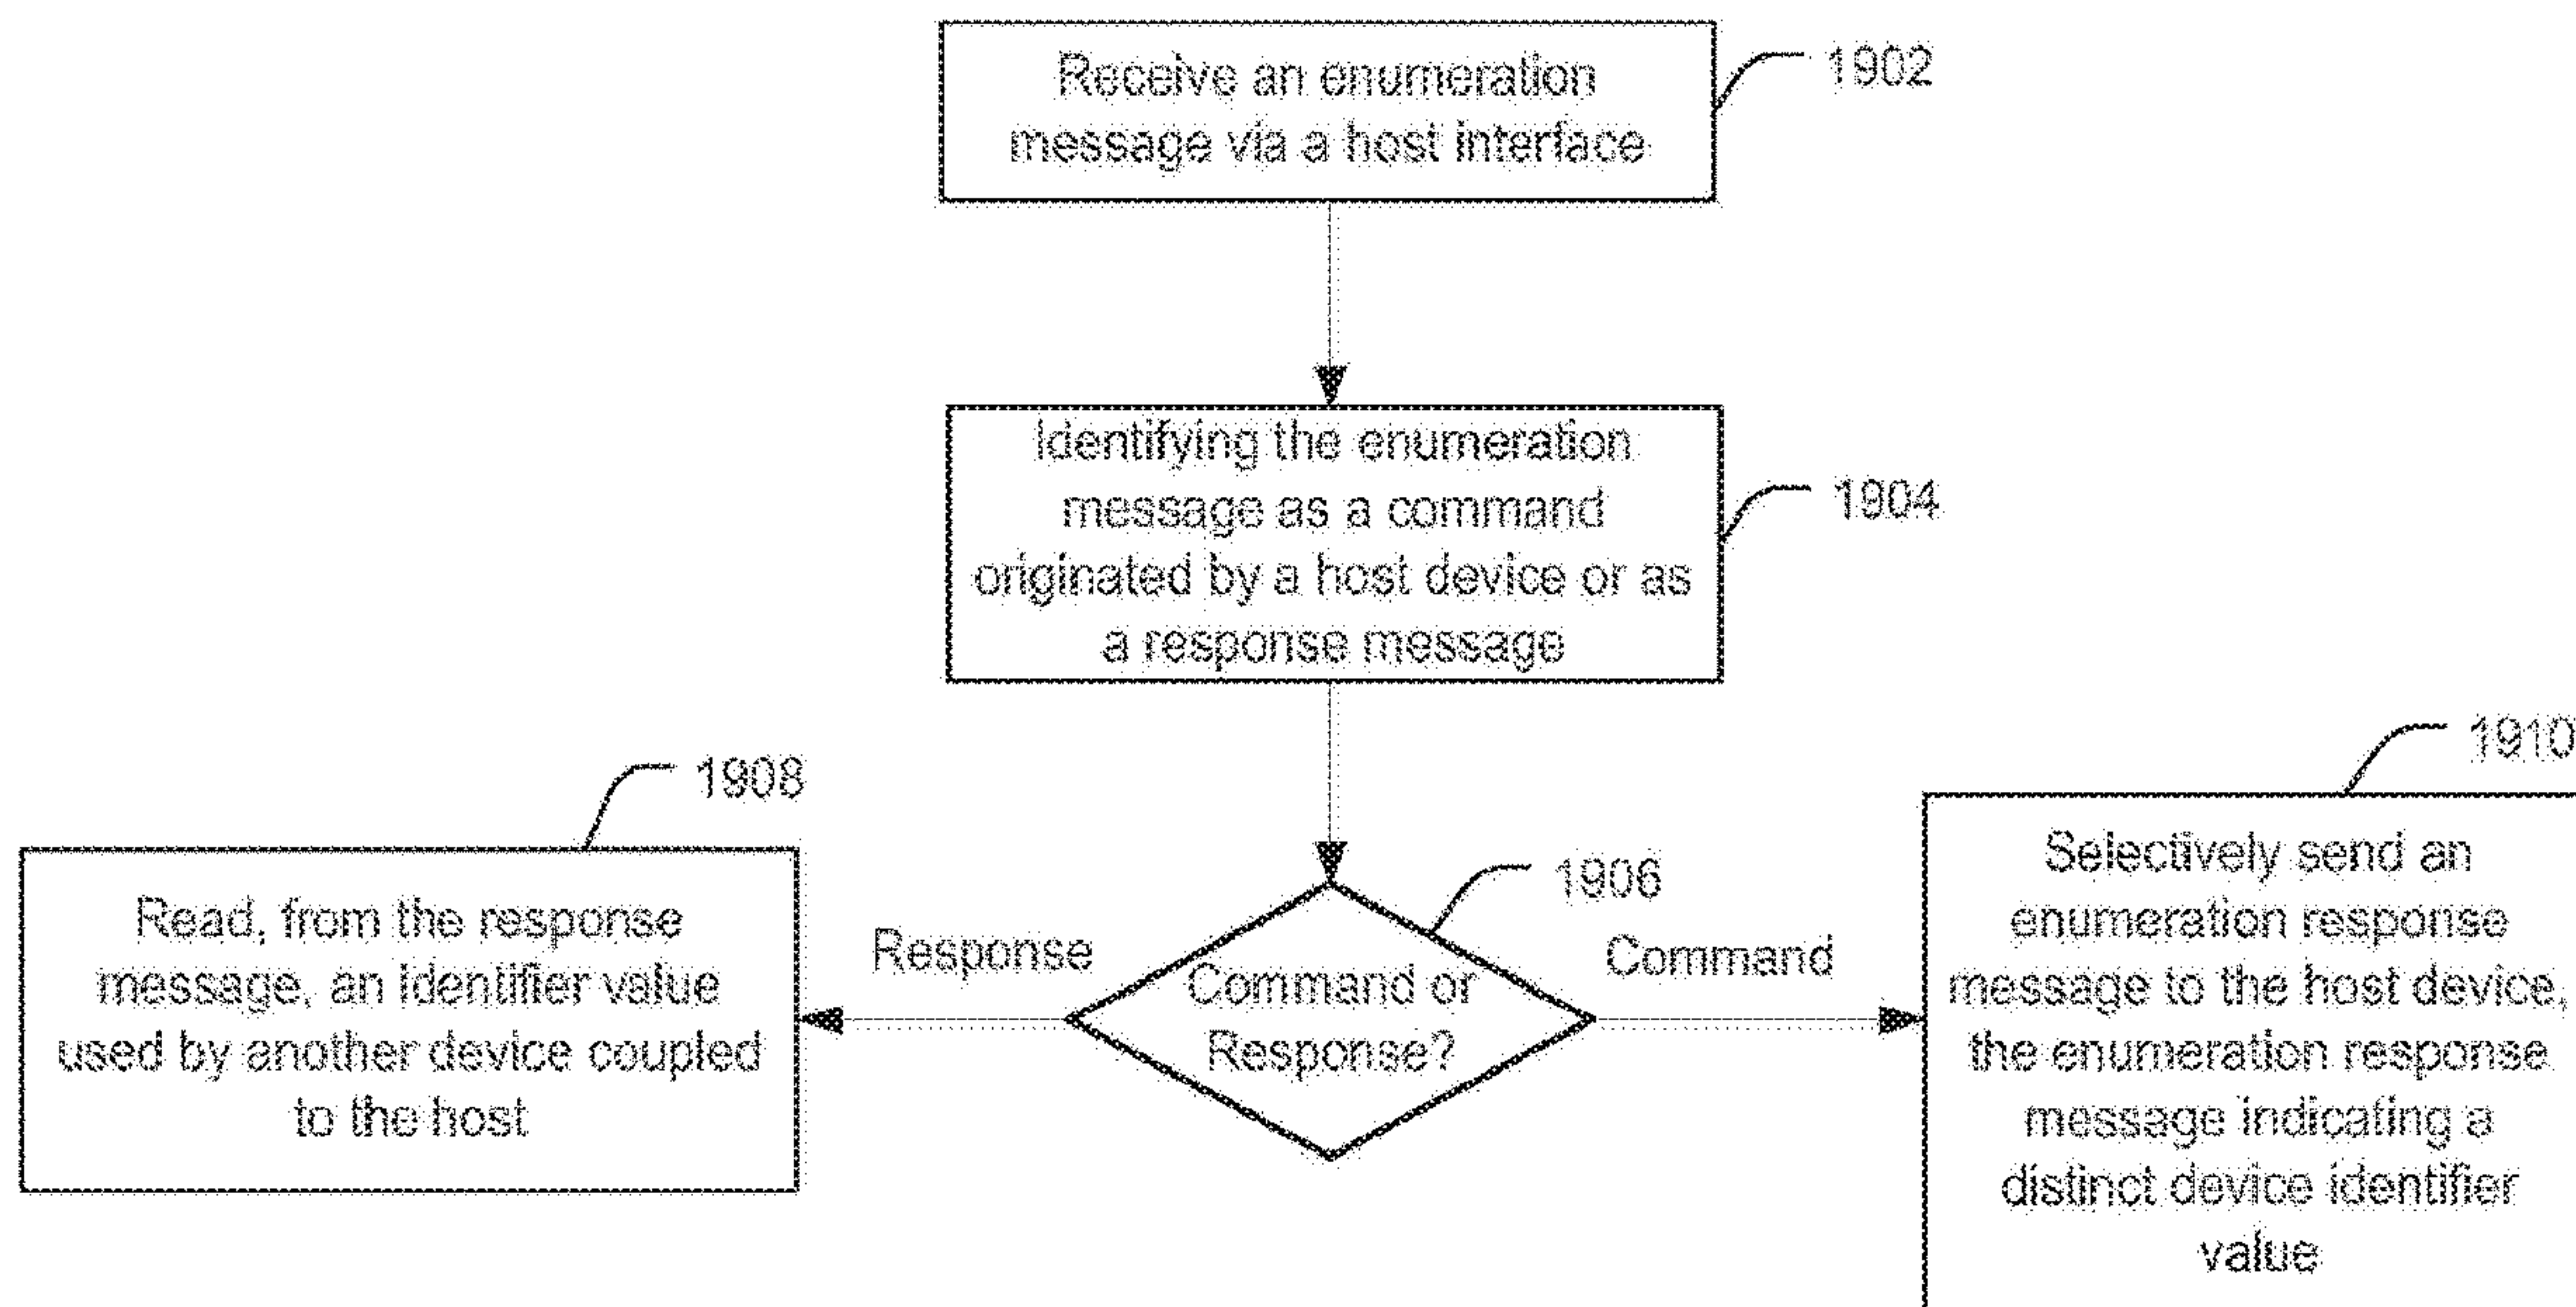 Receive an enumeration
message via a host interface
1902
Identifying the enumeration
message as a command
originated by a host device or as
a response message
1904
1908
Read, from the response
message, an identifier value
used by another device coupled
to the host
Response
1906
Command or
Response?
Command
1910
Selectively send an
enumeration response
message to the host device,
the enumeration response
message indicating a
distinct device identifier
value